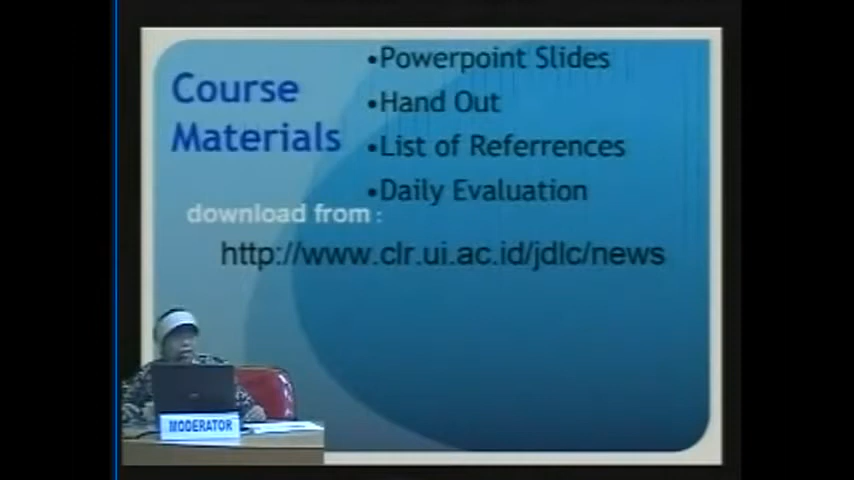 Course
Materials
•Powerpoint Slides
•Hand Out
•List of Referrences
•Daily Evaluation
download from :
http://www.clr.ui.ac.id/jdlc/news
MODERATOR